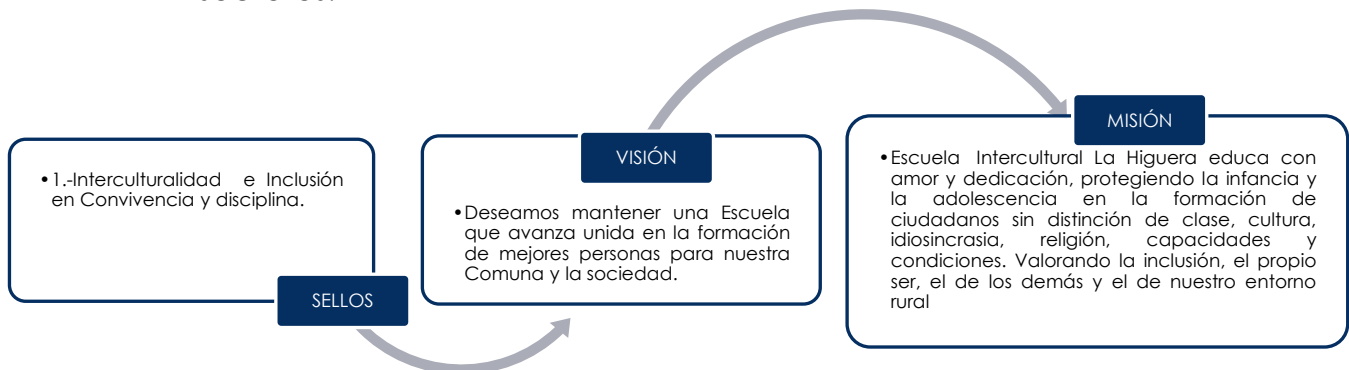 •1.-Interculturalidad e Inclusión
en Convivencia y disciplina.
SELLOS
VISIÓN
•Deseamos mantener una Escuela
que avanza unida en la formación
de mejores personas para nuestra
Comuna y la sociedad.
MISIÓN
•Escuela Intercultural La Higuera educa con
amor y dedicación, protegiendo la infancia y
la adolescencia en la formación de
ciudadanos sin distinción de clase, cultura,
idiosincrasia, religión, capacidades y
condiciones. Valorando la inclusión, el propio
ser, el de los demás y el de nuestro entorno
rural